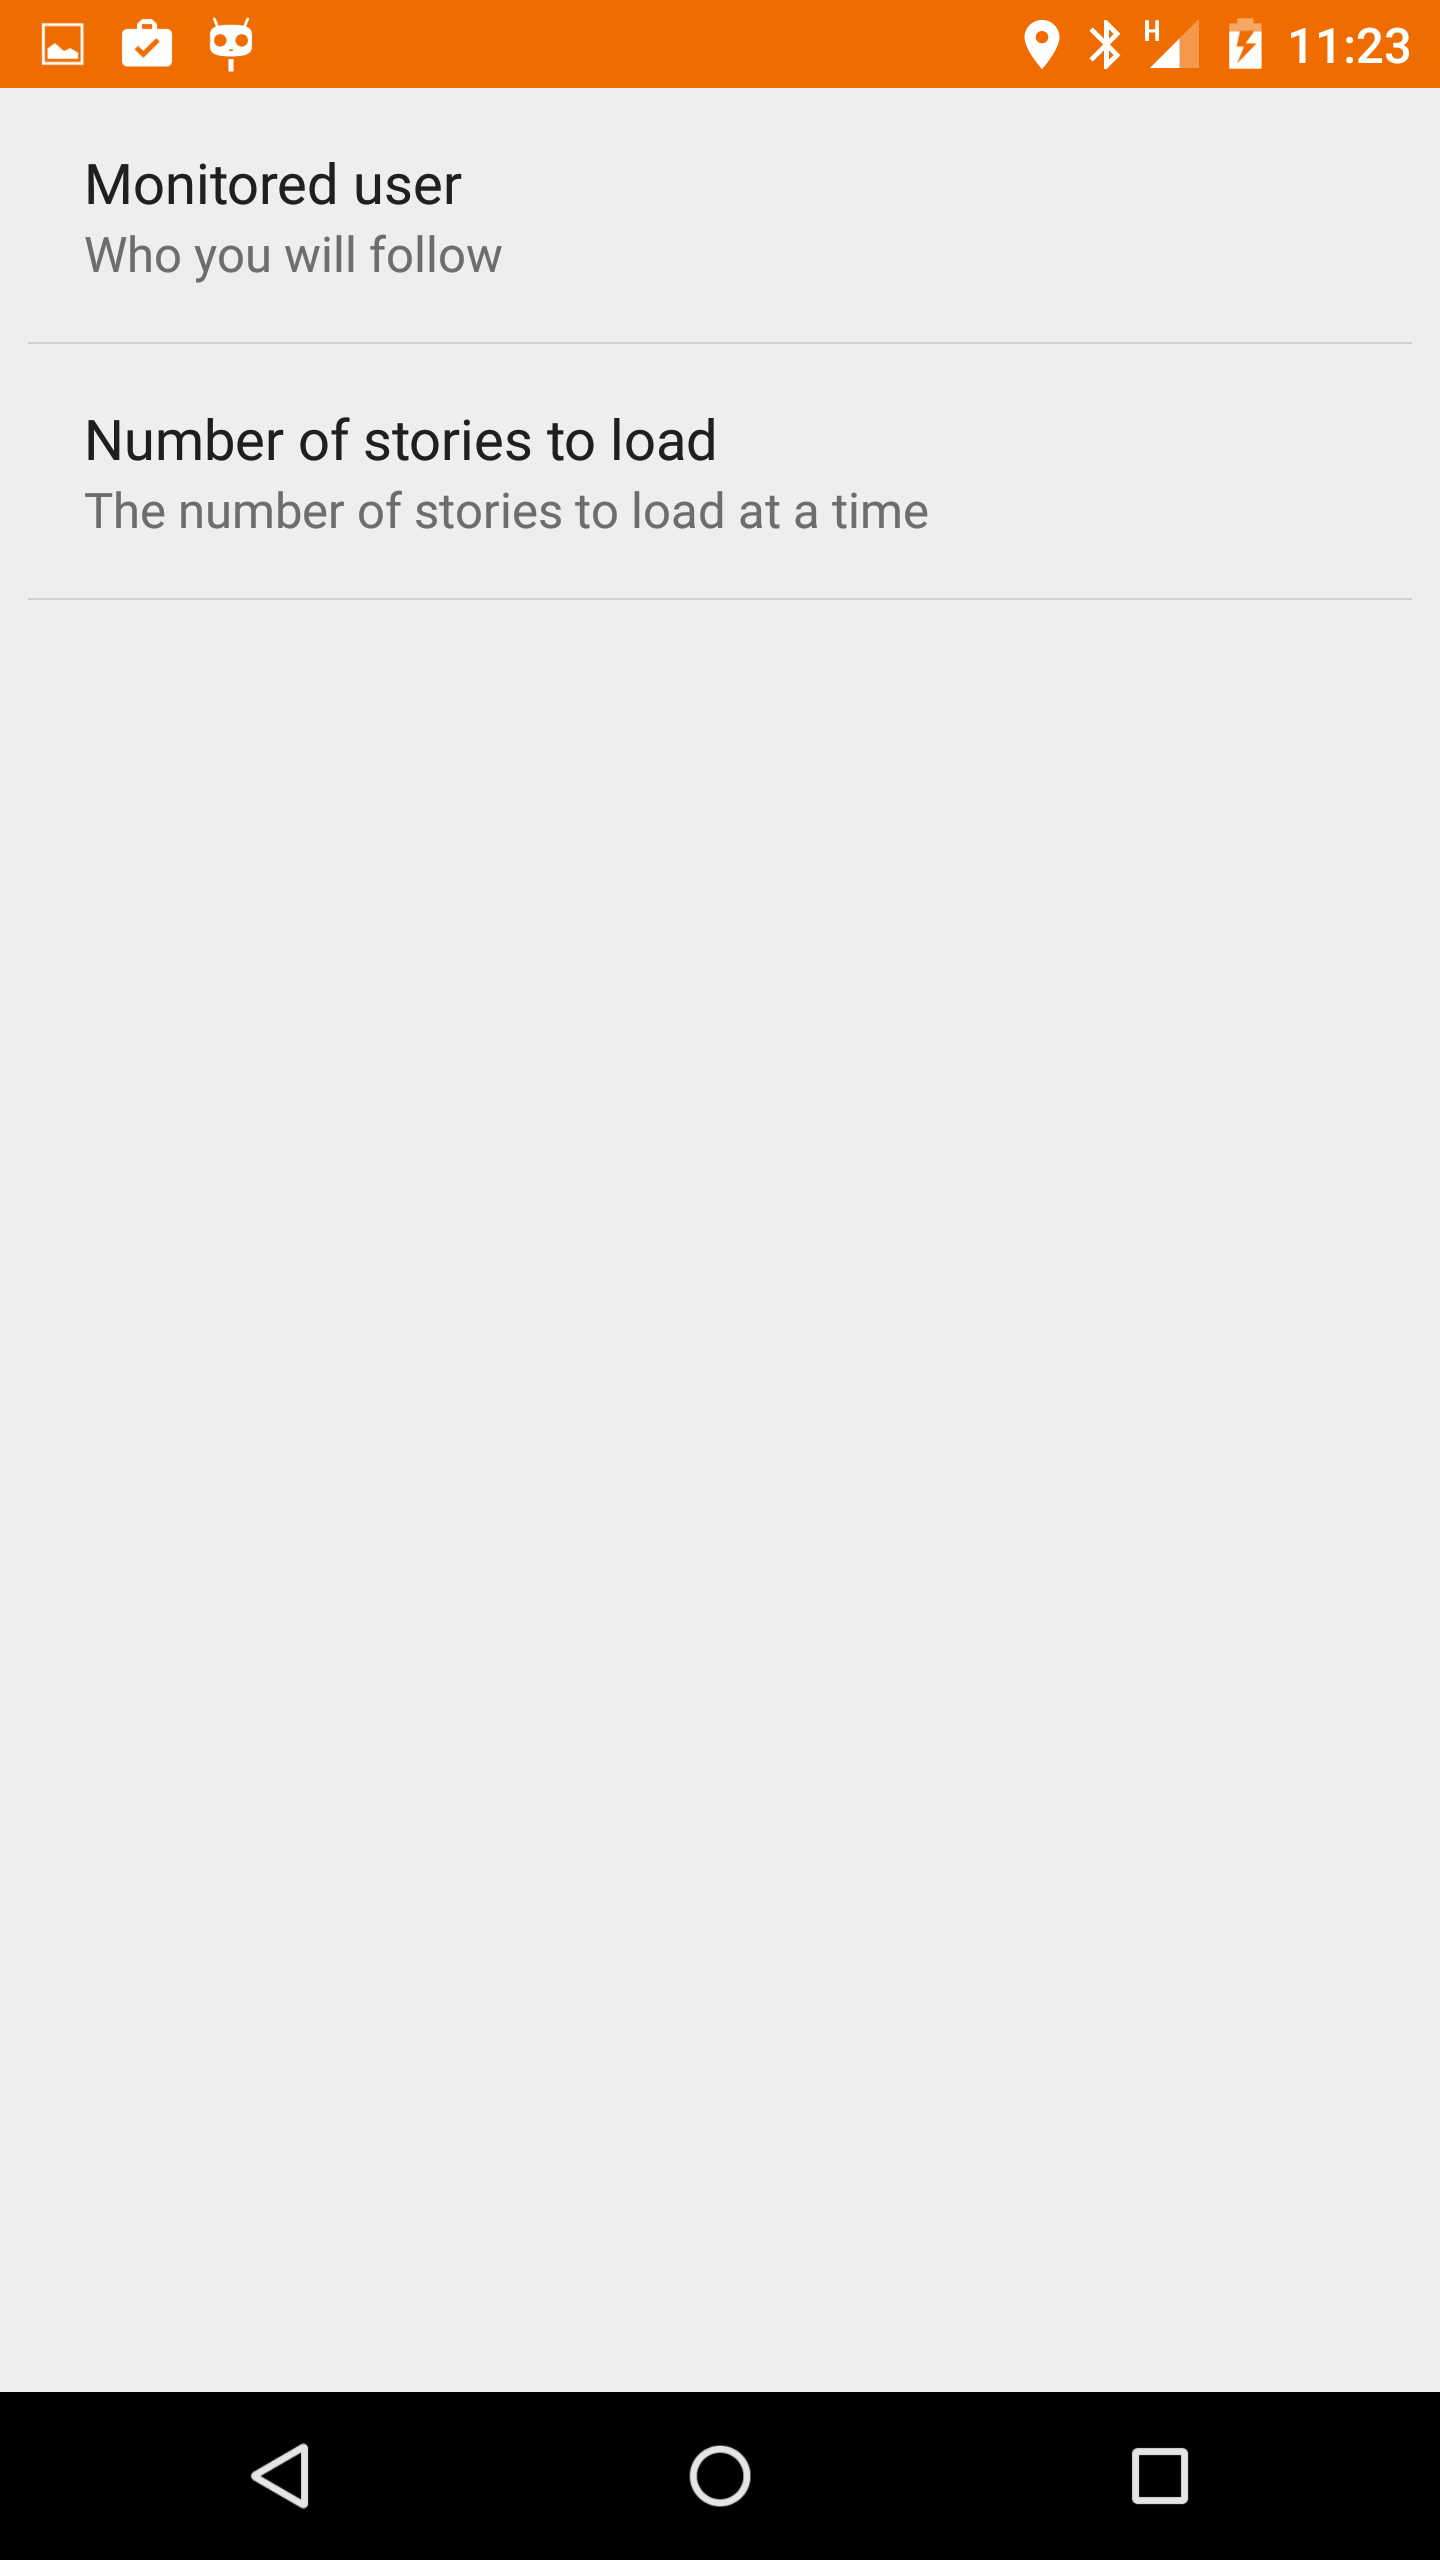 H 11:23
Monitored user
Who you will follow
Number of stories to load
The number of stories to load at a time